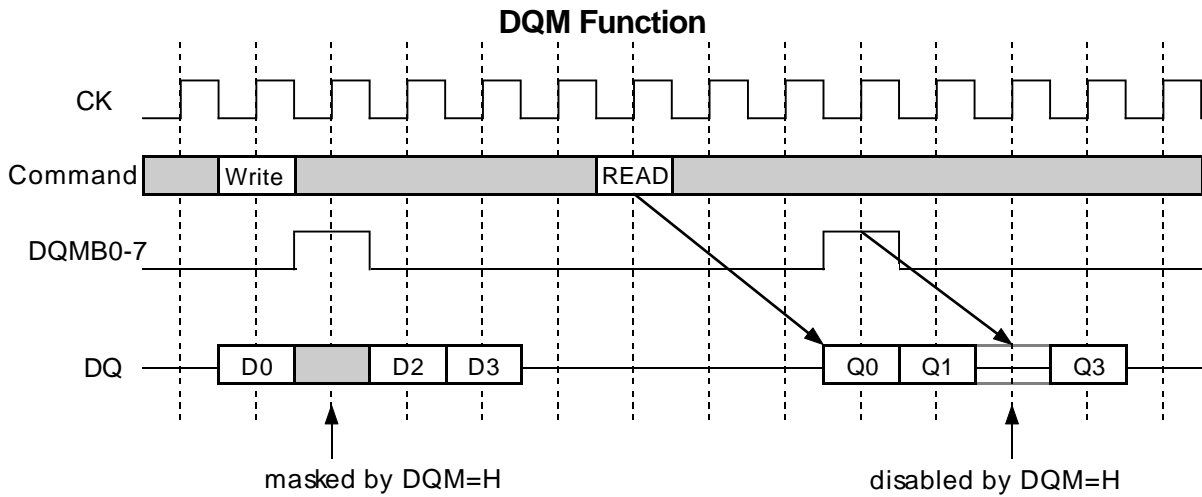 DQM Function
CK
Command Write READ
DQMB0-7
DQ D0 D2 D3 Q0 Q1 Q3
masked by DQM=H disabled by DQM=H